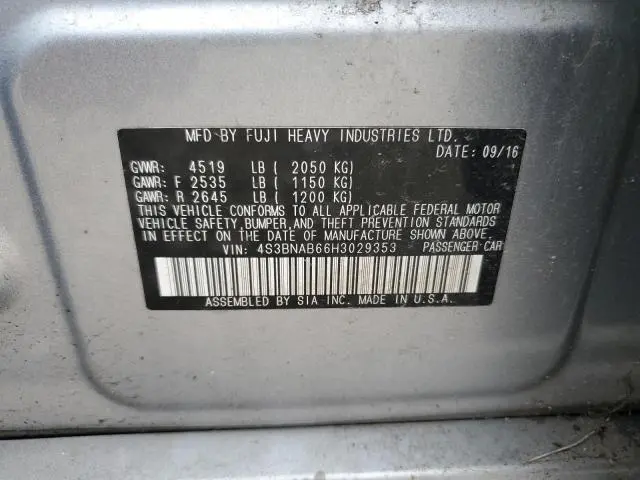 MFD BY FUJI HEAVY INDUSTRIES LTD.
DATE: 09/16
GVWR: 4519 LB ( 2050 KG)
GAWR: F 2535 LB ( 1150 KG)
GAWR: R 2645 LB ( 1200 KG)
THIS VEHICLE CONFORMS TO ALL APPLICABLE FEDERAL MOTOR
VEHICLE SAFETY, BUMPER, AND THEFT PREVENTION STANDARDS
IN EFFECT ON THE DATE OF MANUFACTURE SHOWN ABOVE.
VIN: 4S3BNAB66H3029353 PASSENGER CAR
ASSEMBLED BY SIA INC. MADE IN U.S.A.